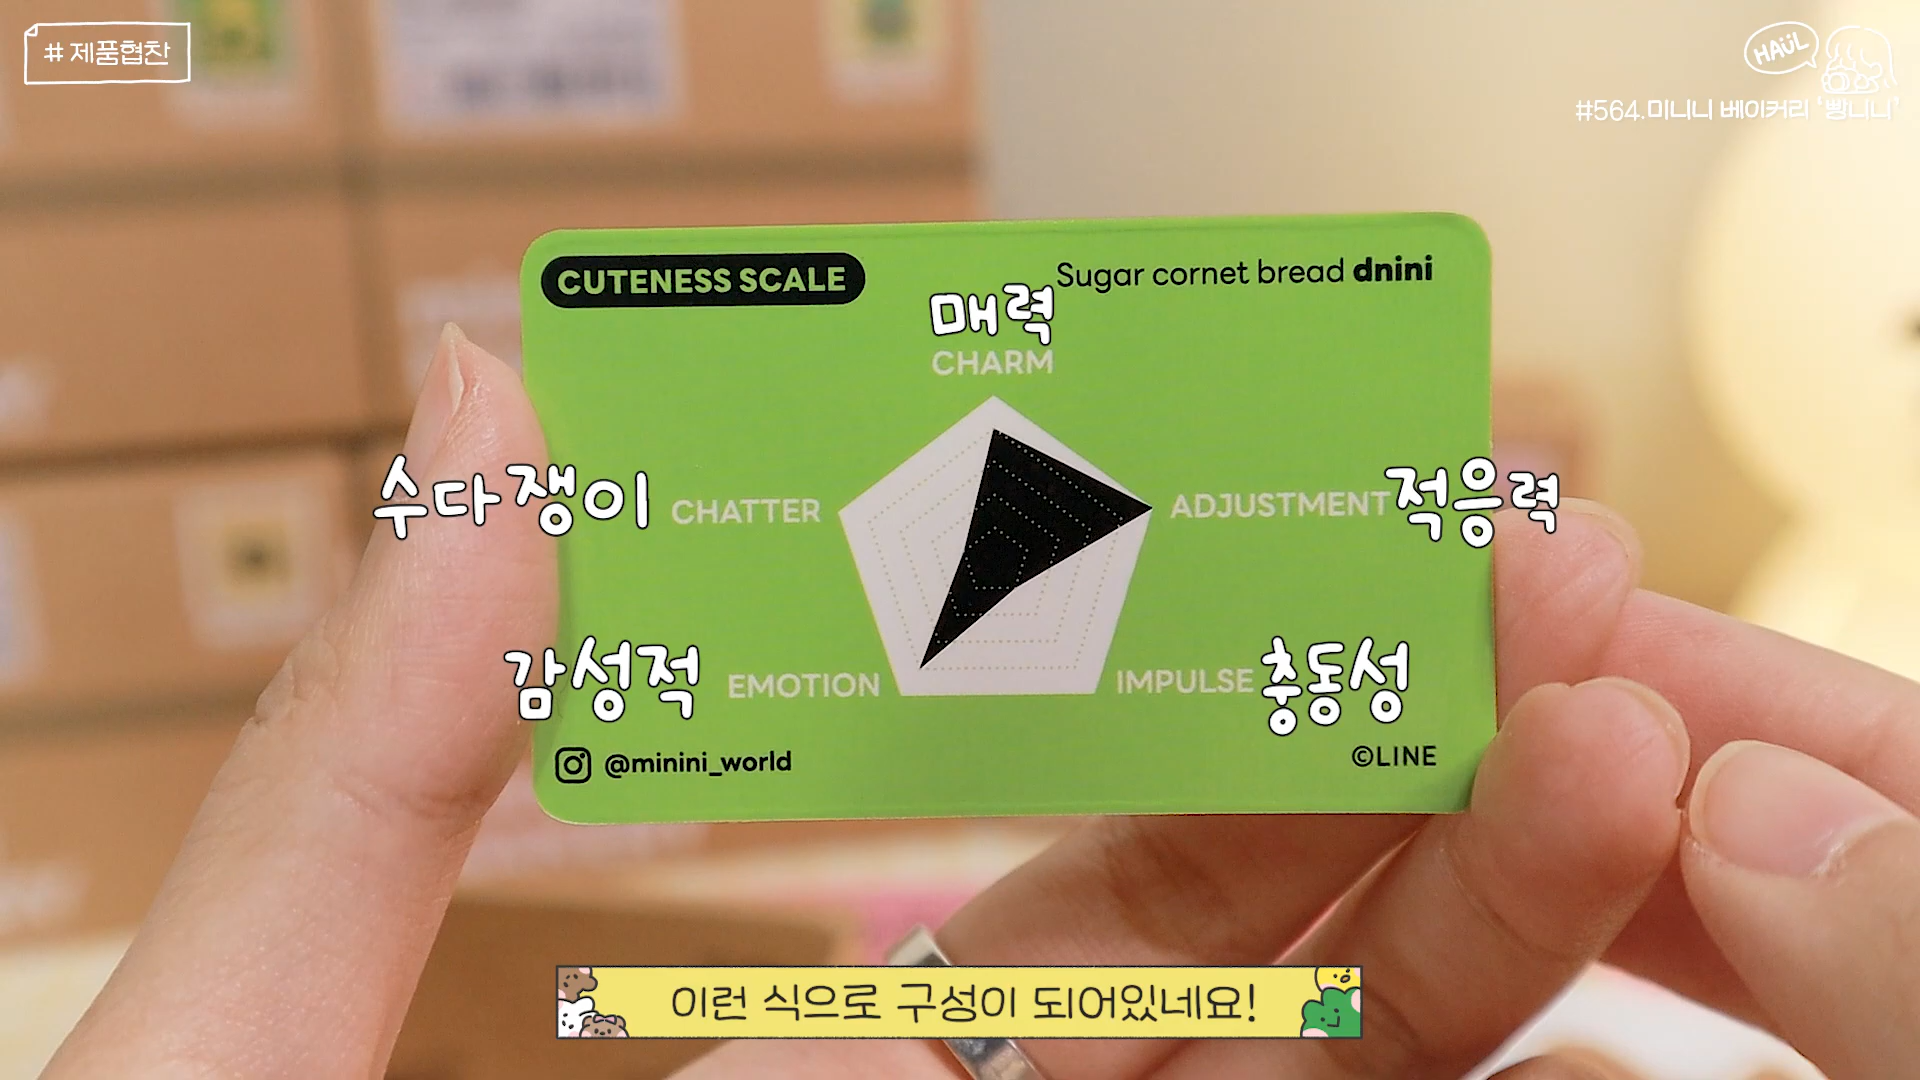 # 제품협찬
HAÜL
#564.미니니 베이커리 '빵니니'
CUTENESS SCALE
Sugar cornet bread dnini
매력
CHARM
수다쟁이 CHATTER
ADJUSTMENT 적응력
감성적 EMOTION
IMPULSE 충동성
@minini_world
©LINE
이런 식으로 구성이 되어있네요!